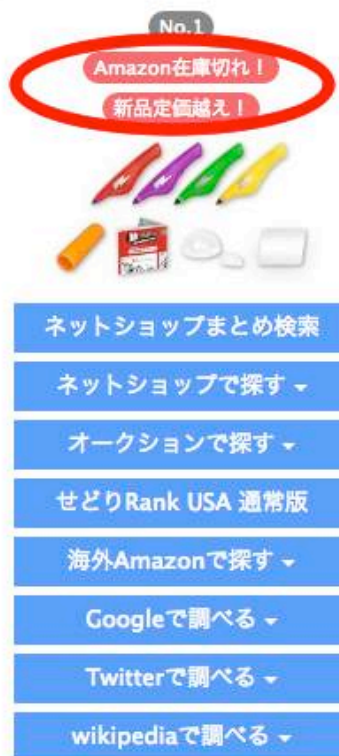 No.1
Amazon在庫切れ！
新品定価越え！
ネットショップまとめ検索
ネットショップで探す
オークションで探す
せどりRank USA 通常版
海外Amazonで探す
Googleで調べる
Twitterで調べる
wikipediaで調べる